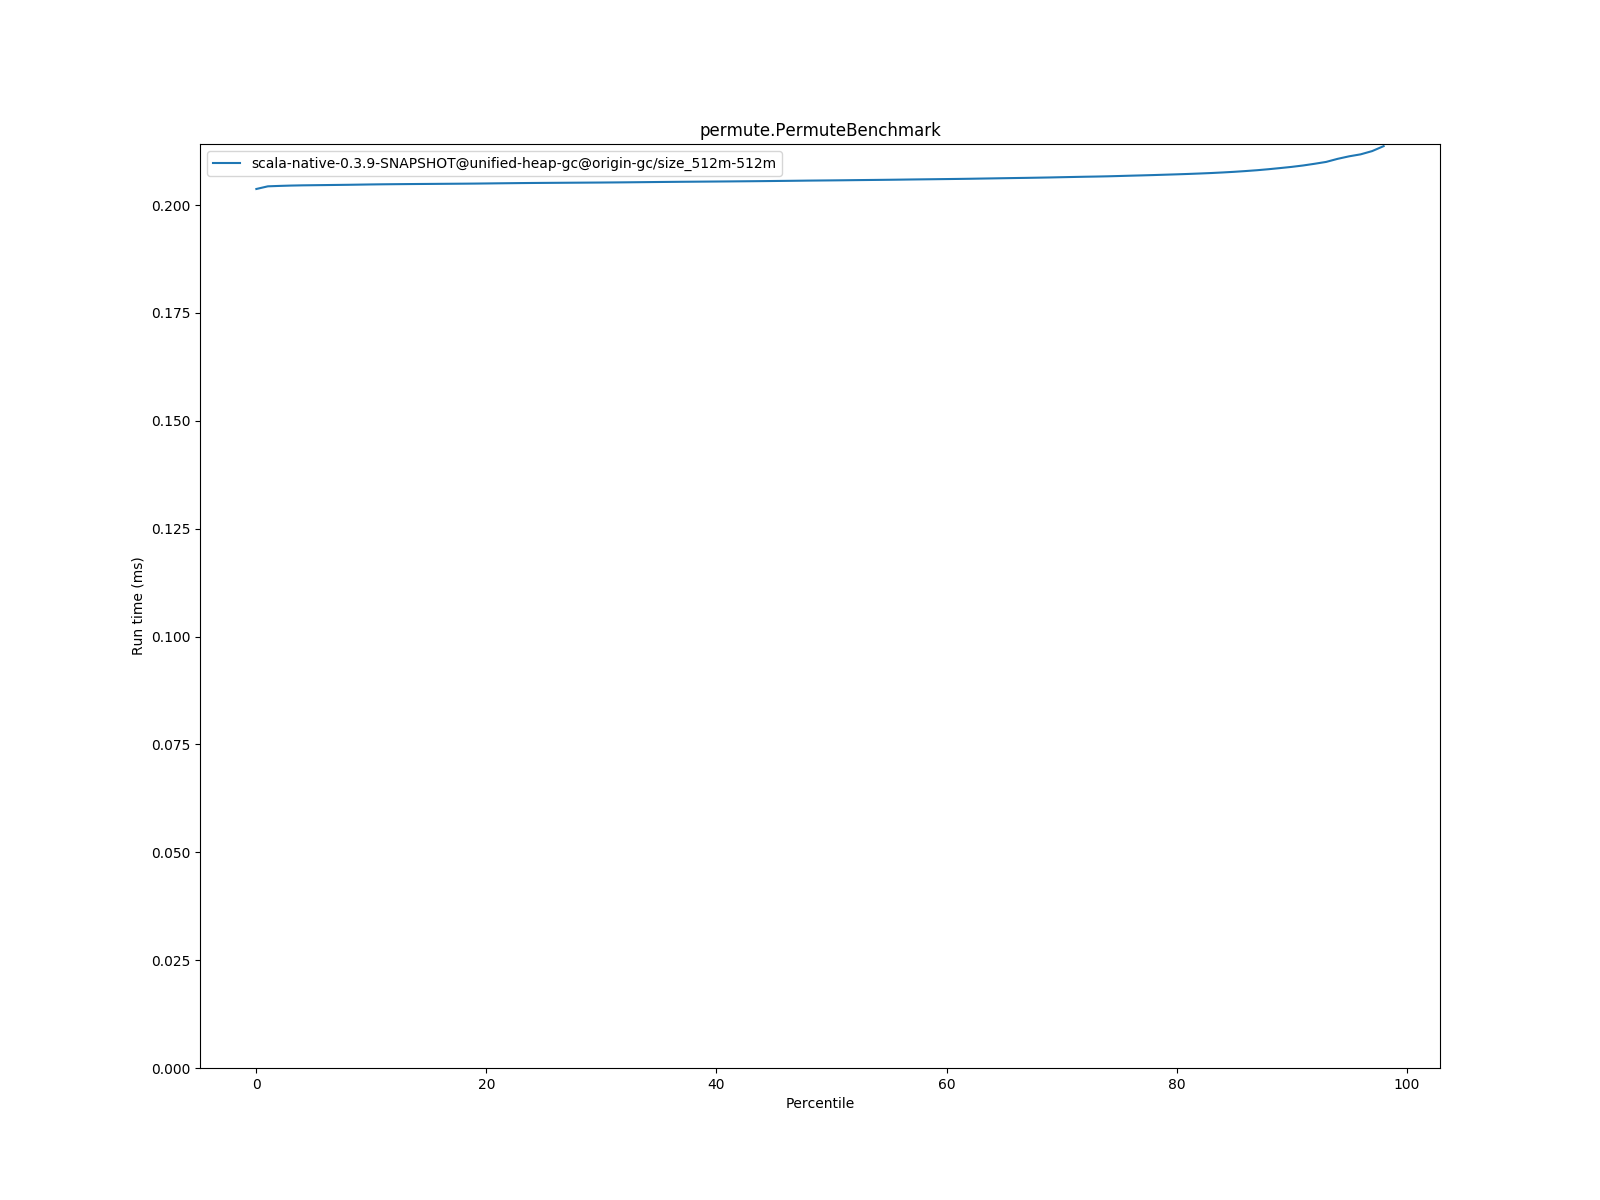 permute.PermuteBenchmark
scala-native-0.3.9-SNAPSHOT@unified-heap-gc@origin-gc/size_512m-512m
0.200
0.175
0.150
0.125
0.100
0.075
0.050
0.025
0.000
Run time (ms)
0 20 40 60 80 100
Percentile